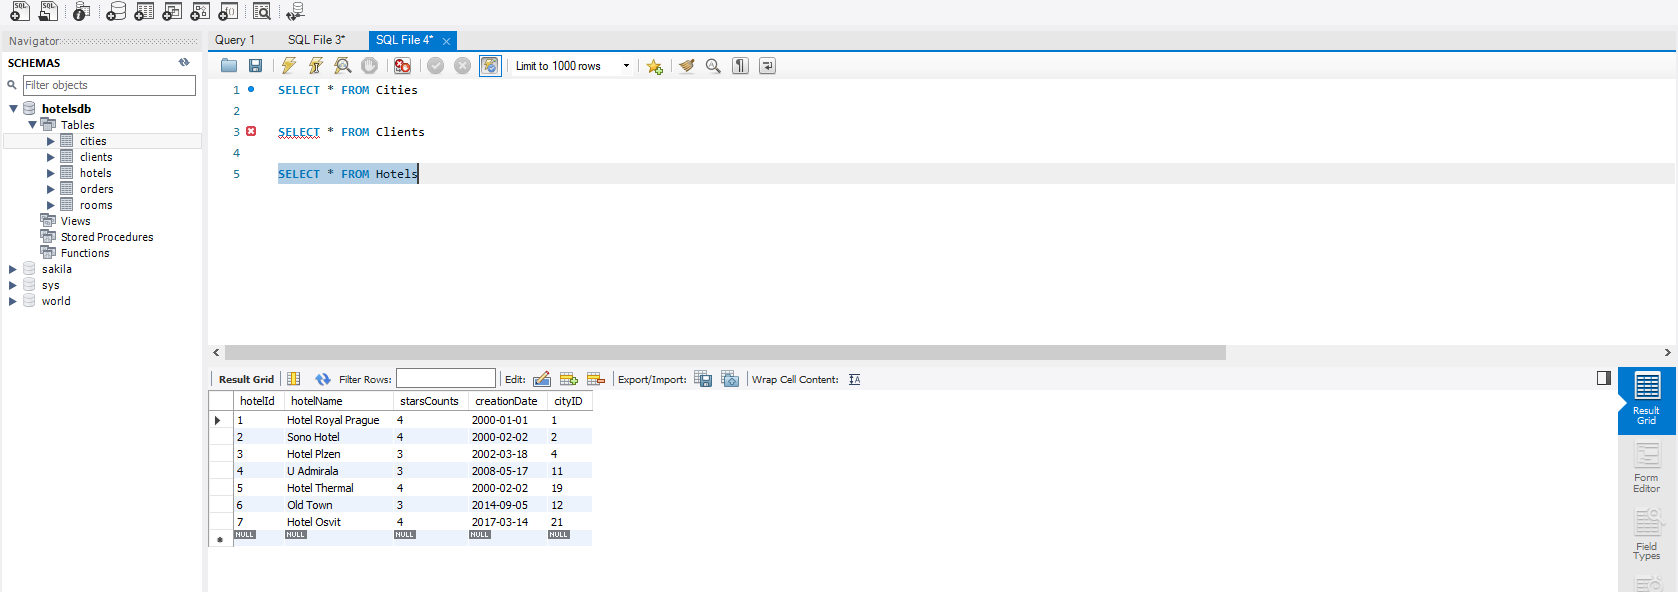 SQL SQL
Navigator
Query 1 SQL File 3* SQL File 4*
SCHEMAS
Limit to 1000 rows
Filter objects
hotelsdb
Tables
cities
clients
hotels
orders
rooms
Views
Stored Procedures
Functions
sakila
sys
world
1 SELECT * FROM Cities
2
3 SELECT * FROM Clients
4
5 SELECT * FROM Hotels
Result Grid Filter Rows: Edit: Export/Import: Wrap Cell Content: IA
hotelId hotelName starsCounts creationDate cityID
1 Hotel Royal Prague 4 2000-01-01 1
2 Sono Hotel 4 2000-02-02 2
3 Hotel Plzen 3 2002-03-18 4
4 U Admirala 3 2008-05-17 11
5 Hotel Thermal 4 2000-02-02 19
6 Old Town 3 2014-09-05 12
7 Hotel Osvit 4 2017-03-14 21
NULL NULL NULL NULL NULL
Result
Grid
Form
Editor
Field
Types